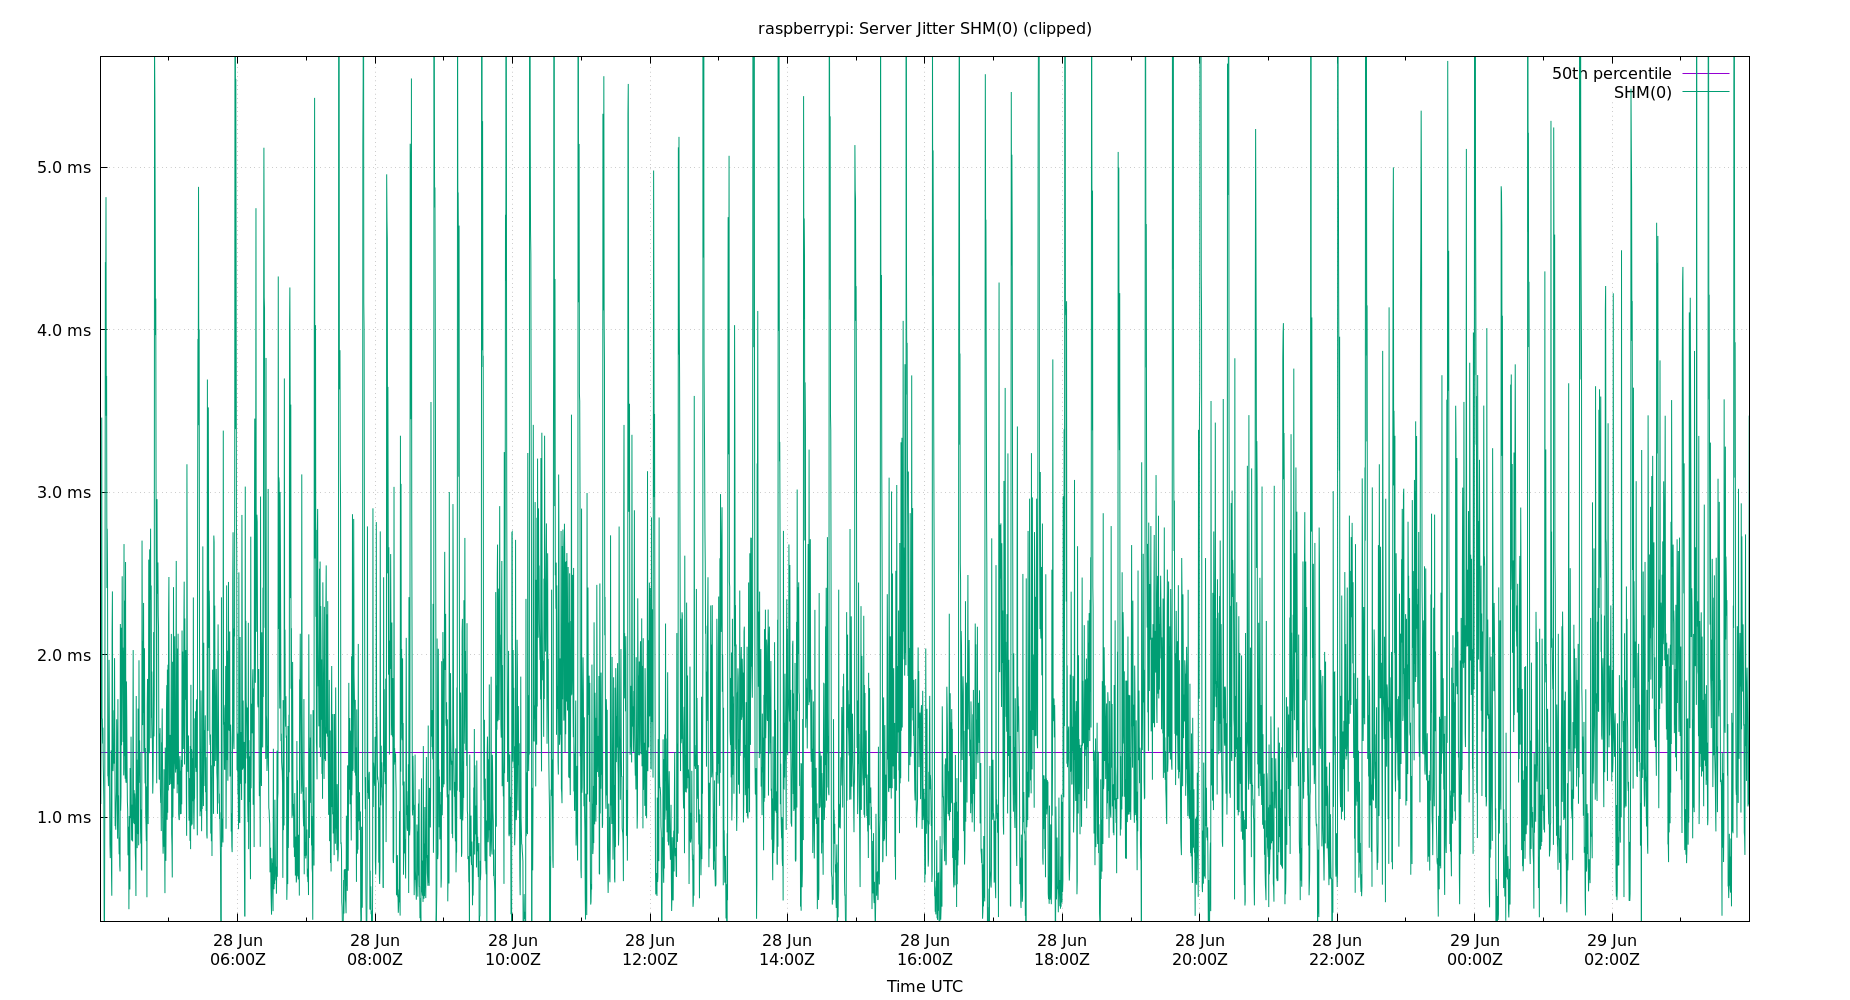 raspberrypi: Server Jitter SHM(0) (clipped)
50th percentile
SHM(0)
5.0 ms
4.0 ms
3.0 ms
2.0 ms
1.0 ms
28 Jun 28 Jun 28 Jun 28 Jun 28 Jun 28 Jun 28 Jun 28 Jun 28 Jun 29 Jun 29 Jun
06:00Z 08:00Z 10:00Z 12:00Z 14:00Z 16:00Z 18:00Z 20:00Z 22:00Z 00:00Z 02:00Z
Time UTC